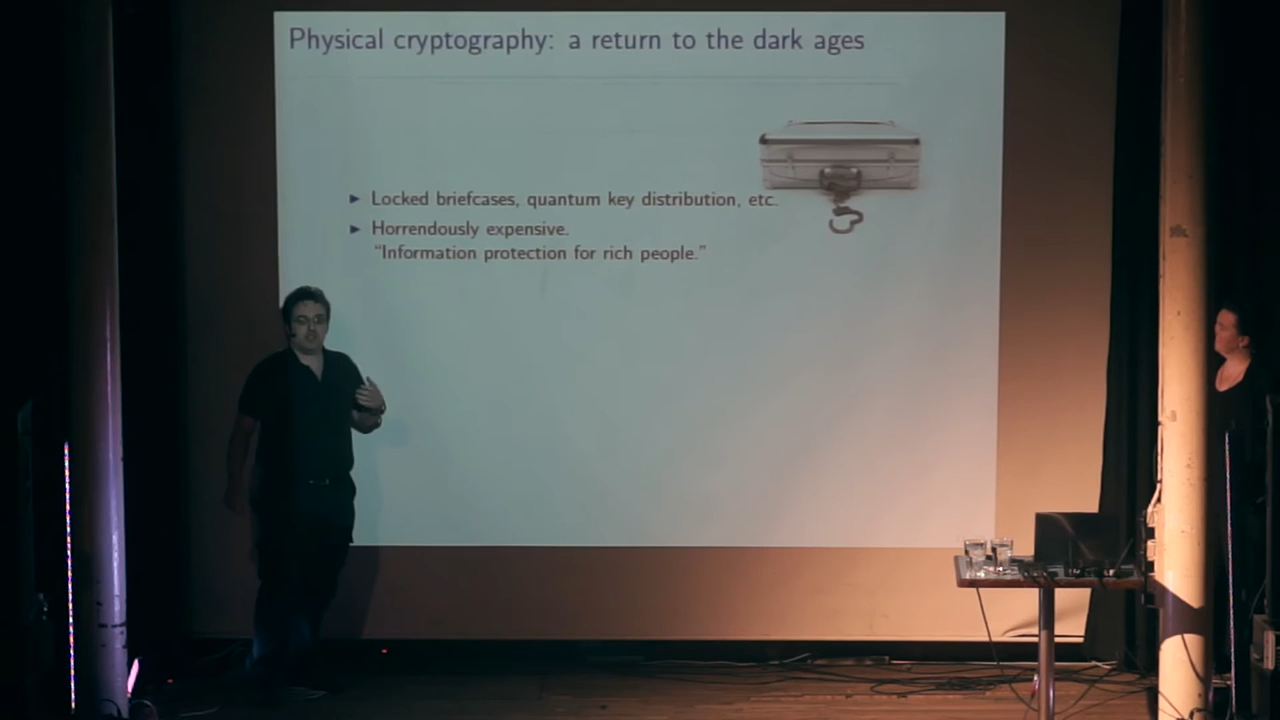 Physical cryptography: a return to the dark ages
▶ Locked briefcases, quantum key distribution, etc.
▶ Horrendously expensive.
“Information protection for rich people.”